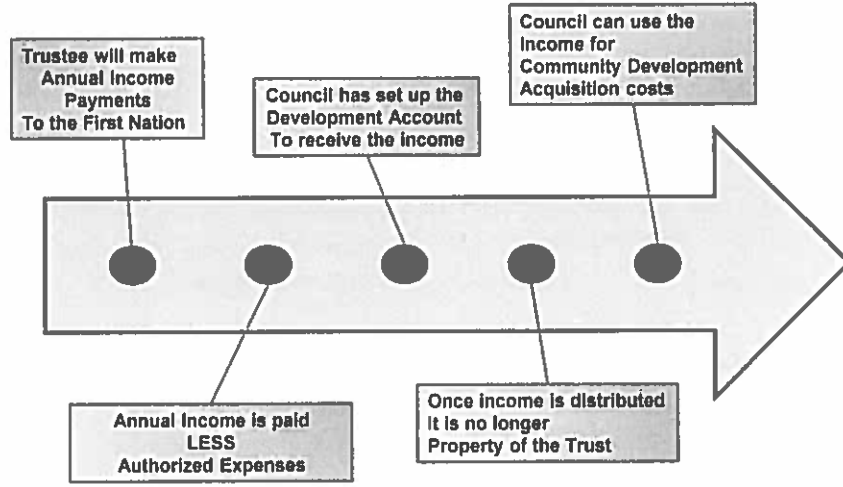 Trustee will make
Annual Income
Payments
To the First Nation
Annual Income is paid
LESS
Authorized Expenses
Council has set up the
Development Account
To receive the income
Once income is distributed
It is no longer
Property of the Trust
Council can use the
Income for
Community Development
Acquisition costs